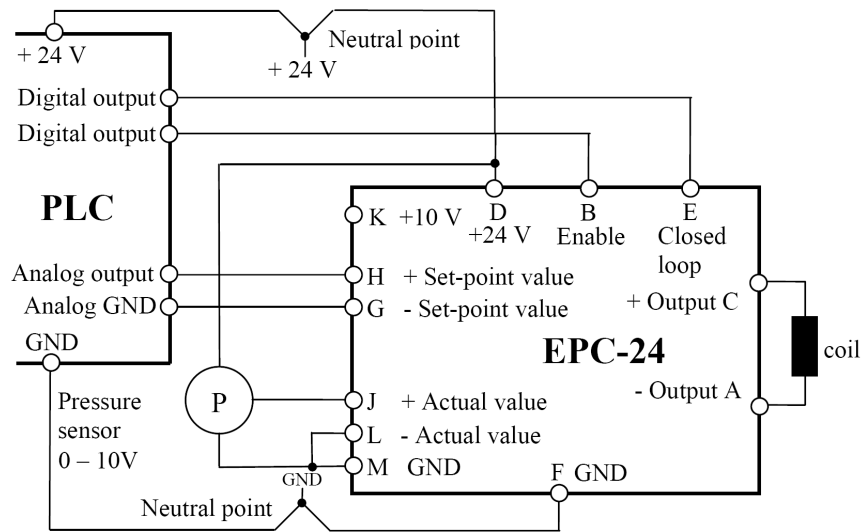 + 24 V
Neutral point
+ 24 V
Digital output
Digital output
PLC
K +10 V
D
+24 V
B
Enable
E
Closed
loop
Analog output
H + Set-point value
Analog GND
G - Set-point value
+ Output C
GND
EPC-24
coil
Pressure
sensor
0 – 10V
P
J + Actual value
- Output A
L - Actual value
M GND
GND
F GND
Neutral point